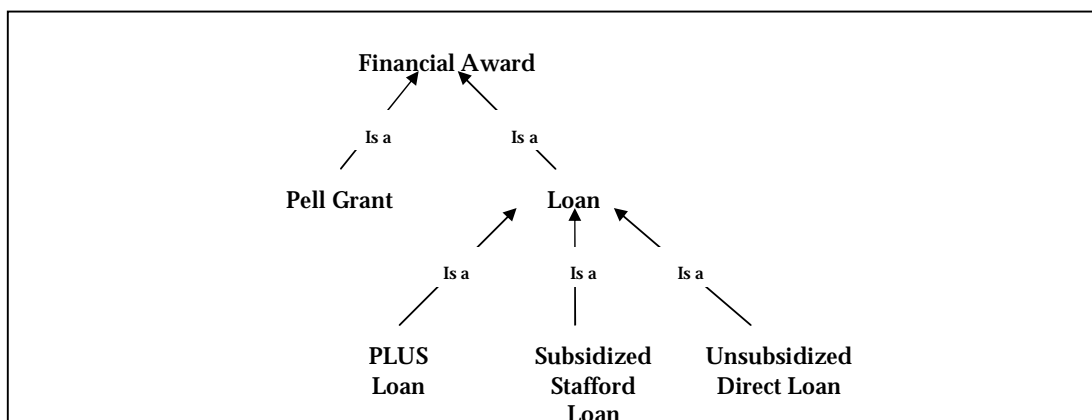 Financial Award
Is a Is a
Pell Grant Loan
Is a Is a Is a
PLUS Subsidized Unsubsidized
Loan Stafford Direct Loan
Loan